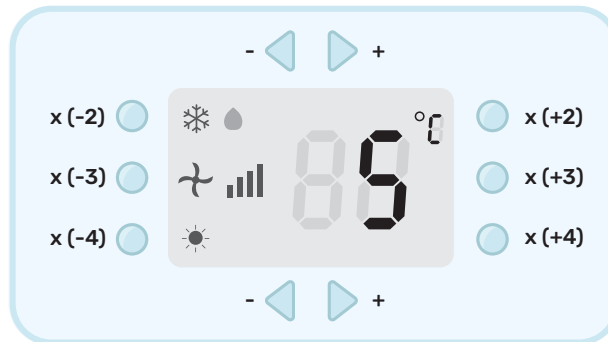 - +
x (-2) °C x (+2)
x (-3) 5 x (+3)
x (-4) x (+4)
- +